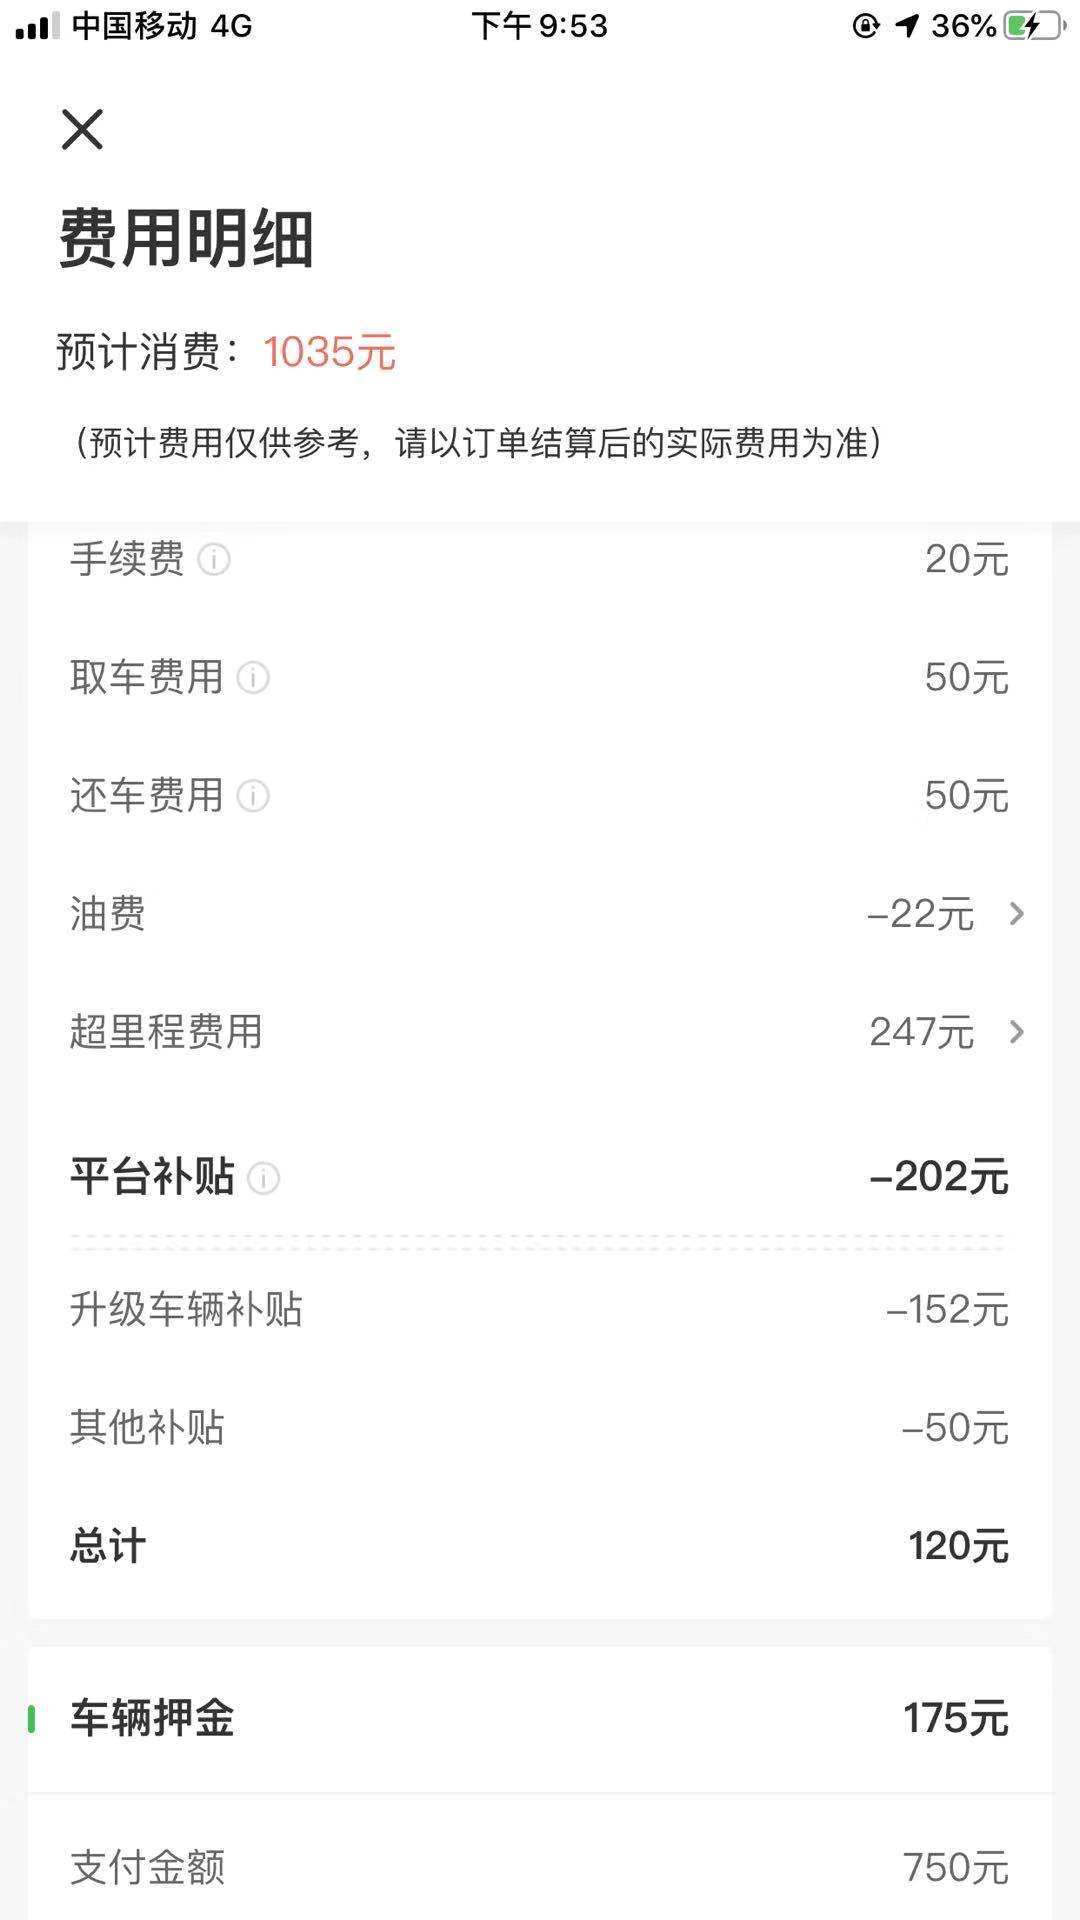 中国移动 4G 下午 9:53 36%
费用明细
预计消费：1035元
（预计费用仅供参考，请以订单结算后的实际费用为准）
手续费 20元
取车费用 50元
还车费用 50元
油费 -22元
超里程费用 247元
平台补贴 -202元
升级车辆补贴 -152元
其他补贴 -50元
总计 120元
车辆押金 175元
支付金额 750元